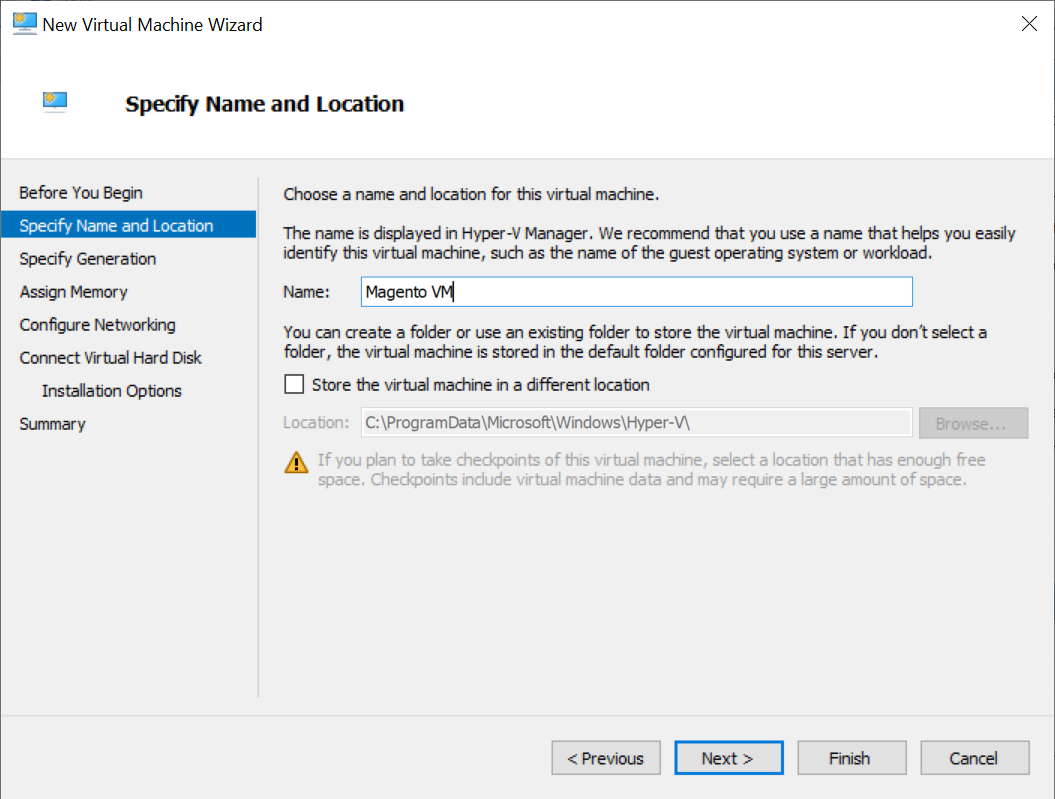 New Virtual Machine Wizard
Specify Name and Location
Before You Begin
Specify Name and Location
Specify Generation
Assign Memory
Configure Networking
Connect Virtual Hard Disk
Installation Options
Summary
Choose a name and location for this virtual machine.
The name is displayed in Hyper-V Manager. We recommend that you use a name that helps you easily
identify this virtual machine, such as the name of the guest operating system or workload.
Name: Magento VM
You can create a folder or use an existing folder to store the virtual machine. If you don't select a
folder, the virtual machine is stored in the default folder configured for this server.
Store the virtual machine in a different location
Location: C:\ProgramData\Microsoft\Windows\Hyper-V\ Browse...
If you plan to take checkpoints of this virtual machine, select a location that has enough free
space. Checkpoints include virtual machine data and may require a large amount of space.
< Previous Next > Finish Cancel